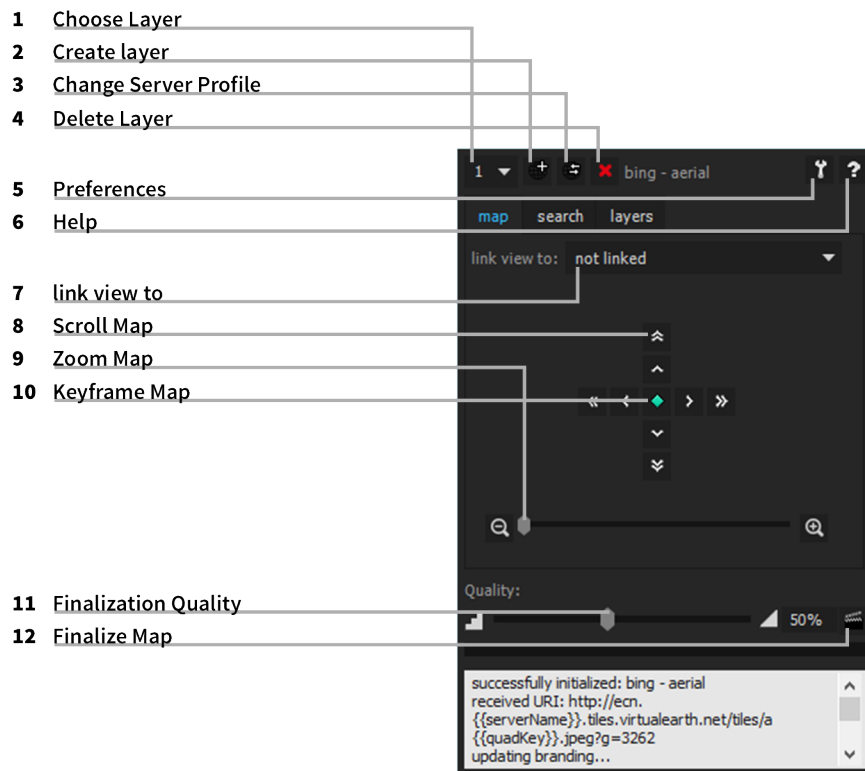 1 Choose Layer
2 Create layer
3 Change Server Profile
4 Delete Layer
1 bing - aerial ?
5 Preferences
6 Help
map search layers
link view to: not linked
7 link view to
8 Scroll Map
9 Zoom Map
10 Keyframe Map
Quality:
11 Finalization Quality
50%
12 Finalize Map
successfully initialized: bing - aerial
received URI: http://ecn.
{{serverName}}.tiles.virtualearth.net/tiles/a
{{quadKey}}.jpeg?g=3262
updating branding...